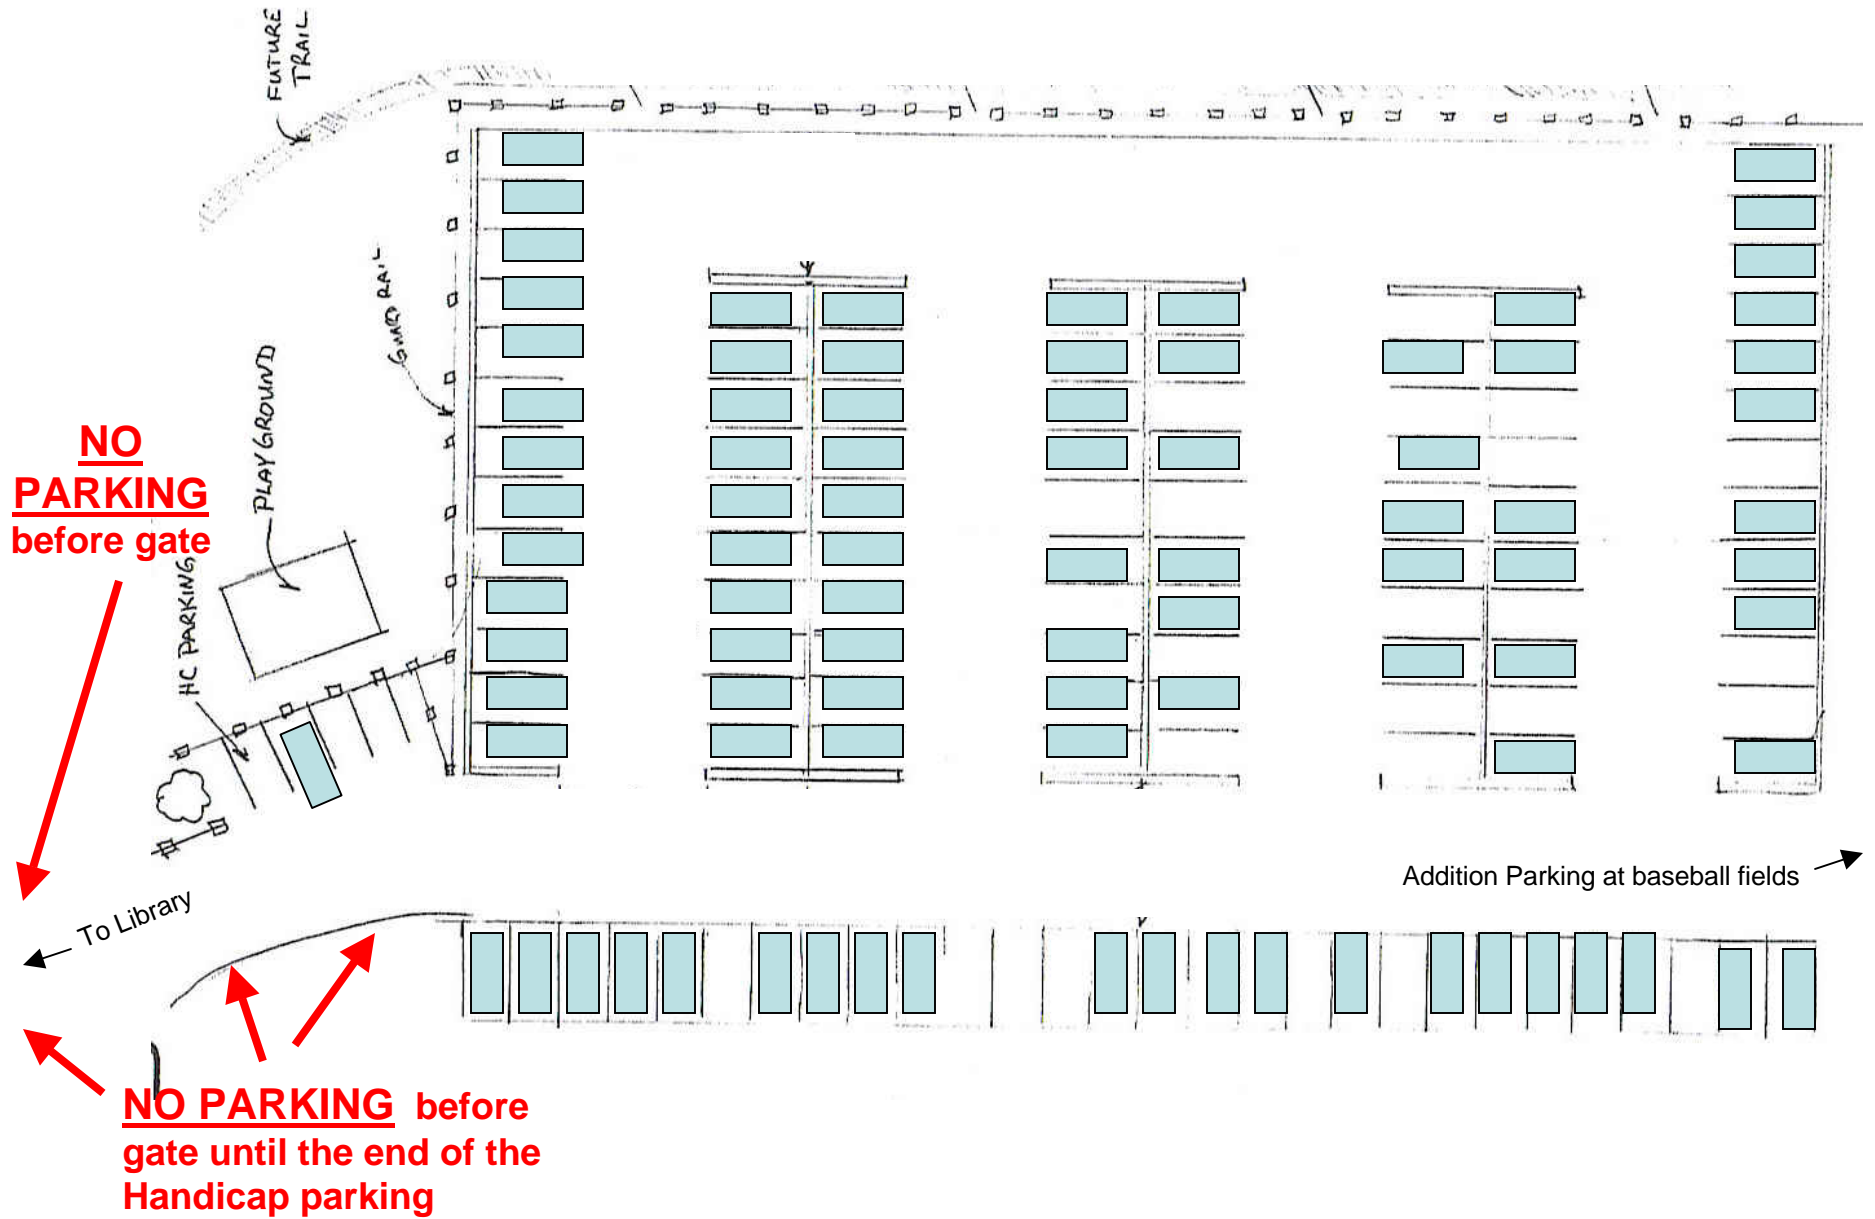 FUTURE
TRAIL
GUARD RAIL
PLAYGROUND
HC PARKING
NO
PARKING
before gate
Addition Parking at baseball fields
To Library
NO PARKING before
gate until the end of the
Handicap parking